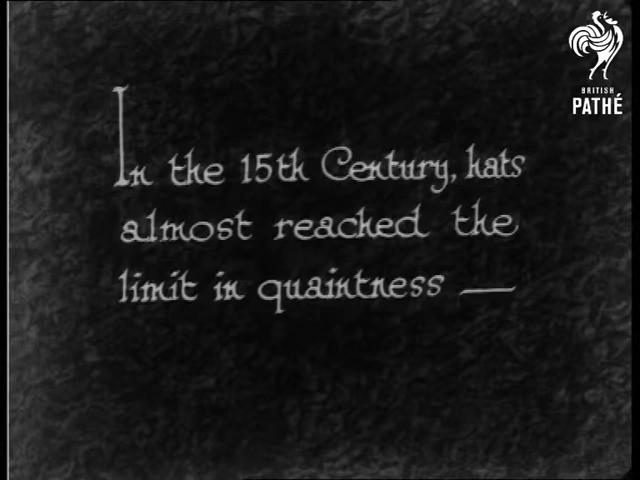 BRITISH
PATHÉ
In the 15th Century, hats
almost reached the
limit in quaintness —